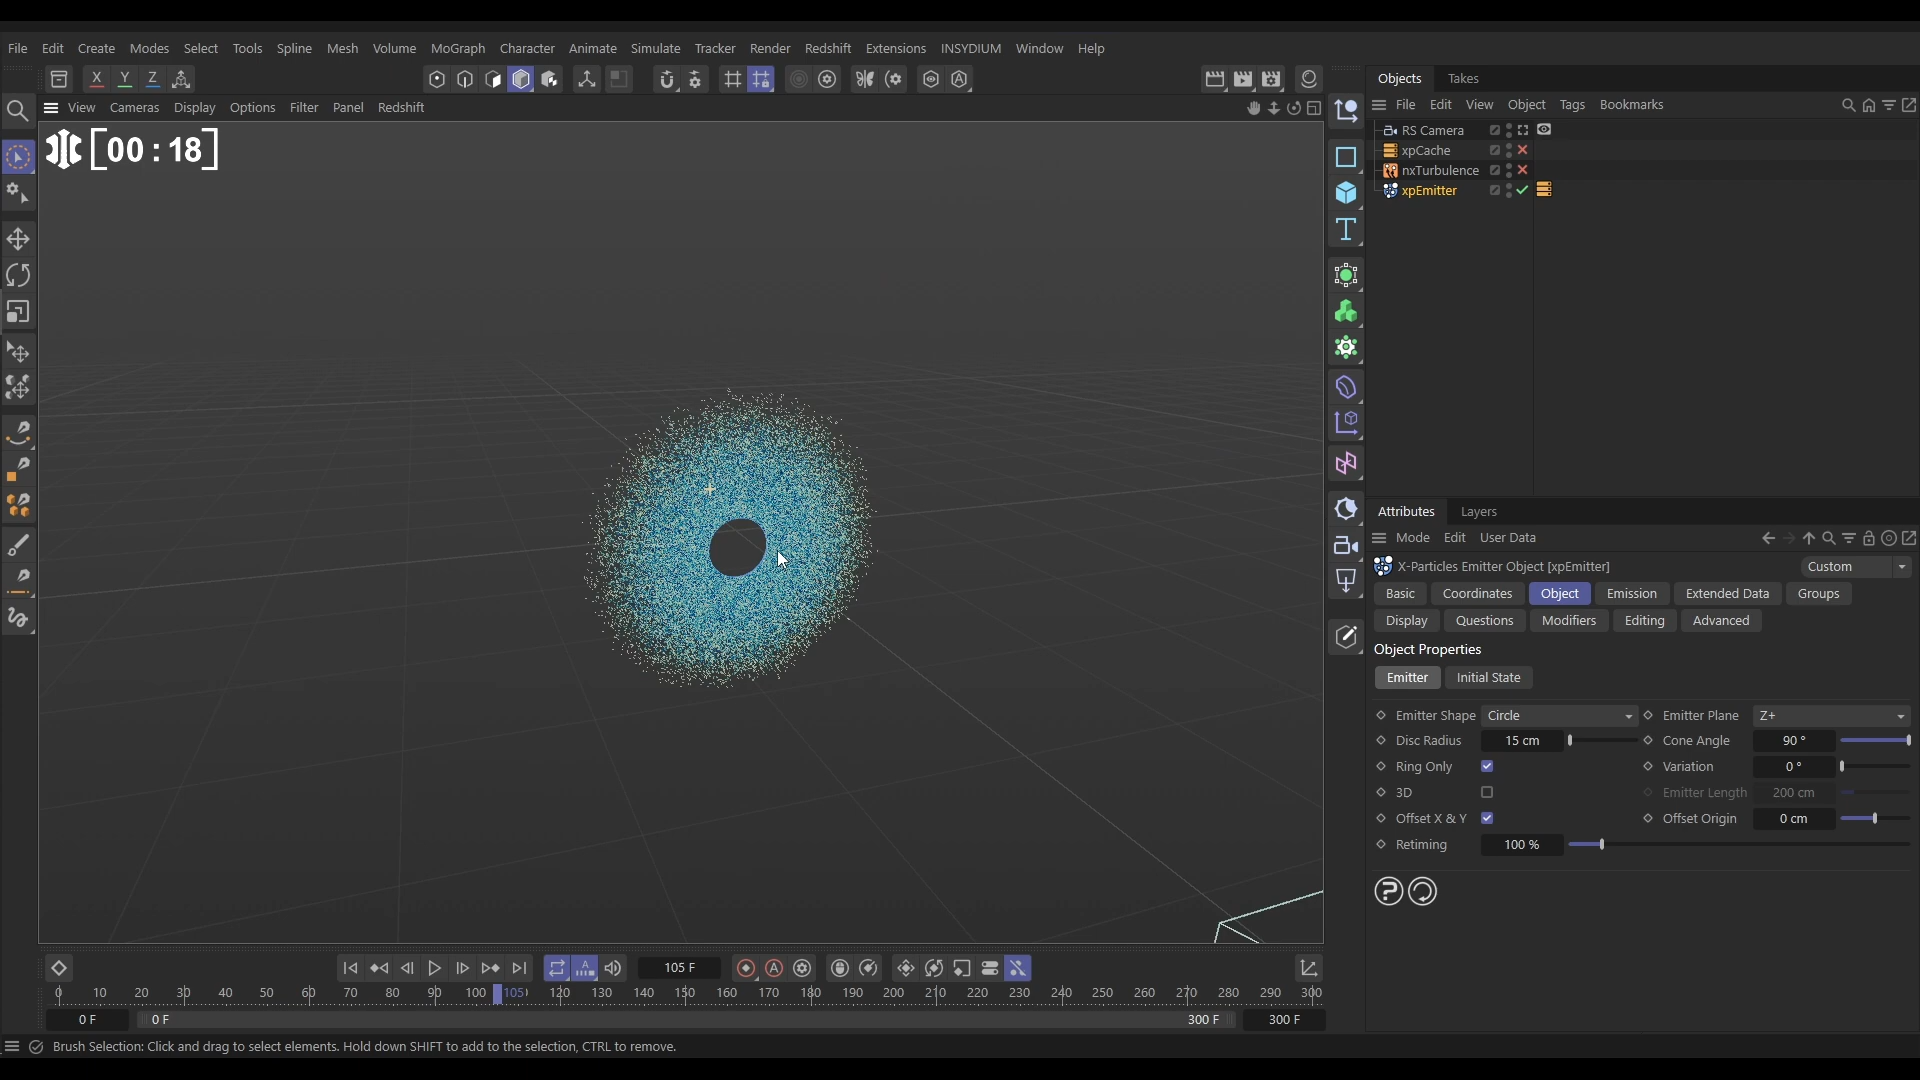 File Edit Create Modes Select Tools Spline Mesh Volume MoGraph Character Animate Simulate Tracker Render Redshift Extensions INSYDIUM Window Help
X Y Z
View Cameras Display Options Filter Panel Redshift
[00:18]
Objects Takes
File Edit View Object Tags Bookmarks
RS Camera
xpCache
nxTurbulence
xpEmitter
Attributes Layers
Mode Edit User Data
X-Particles Emitter Object [xpEmitter] Custom
Basic Coordinates Object Emission Extended Data Groups
Display Questions Modifiers Editing Advanced
Object Properties
Emitter Initial State
Emitter Shape Circle Emitter Plane Z+
Disc Radius 15 cm Cone Angle 90 °
Ring Only Variation 0 °
3D Emitter Length 200 cm
Offset X & Y Offset Origin 0 cm
Retiming 100 %
105 F
0 10 20 30 40 50 60 70 80 90 100 105 120 130 140 150 160 170 180 190 200 210 220 230 240 250 260 270 280 290 300
0 F 0 F 300 F 300 F
Brush Selection: Click and drag to select elements. Hold down SHIFT to add to the selection, CTRL to remove.